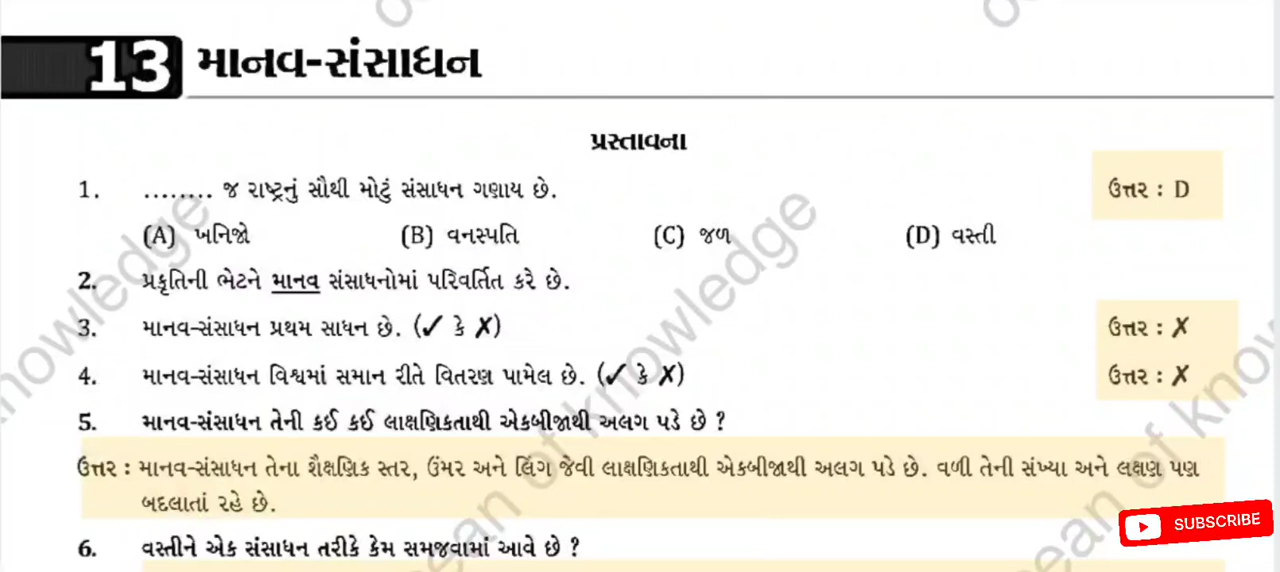 13 માનવ-સંસાધન
પ્રસ્તાવના
1. ........ જ રાષ્ટ્રનું સૌથી મોટું સંસાધન ગણાય છે. ઉત્તર : D
(A) ખનિજો (B) વનસ્પતિ (C) જળ (D) વસ્તી
2. પ્રકૃતિની ભેટને માનવ સંસાધનોમાં પરિવર્તિત કરે છે.
3. માનવ-સંસાધન પ્રથમ સાધન છે. (✓ કે ✗) ઉત્તર : ✗
4. માનવ-સંસાધન વિશ્વમાં સમાન રીતે વિતરણ પામેલ છે. (✓ કે ✗) ઉત્તર : ✗
5. માનવ-સંસાધન તેની કઈ કઈ લાક્ષણિકતાથી એકબીજાથી અલગ પડે છે ?
ઉત્તર : માનવ-સંસાધન તેના શૈક્ષણિક સ્તર, ઉંમર અને લિંગ જેવી લાક્ષણિકતાથી એકબીજાથી અલગ પડે છે. વળી તેની સંખ્યા અને લક્ષણ પણ
બદલાતાં રહે છે.
SUBSCRIBE
6. વસ્તીને એક સંસાધન તરીકે કેમ સમજવામાં આવે છે ?